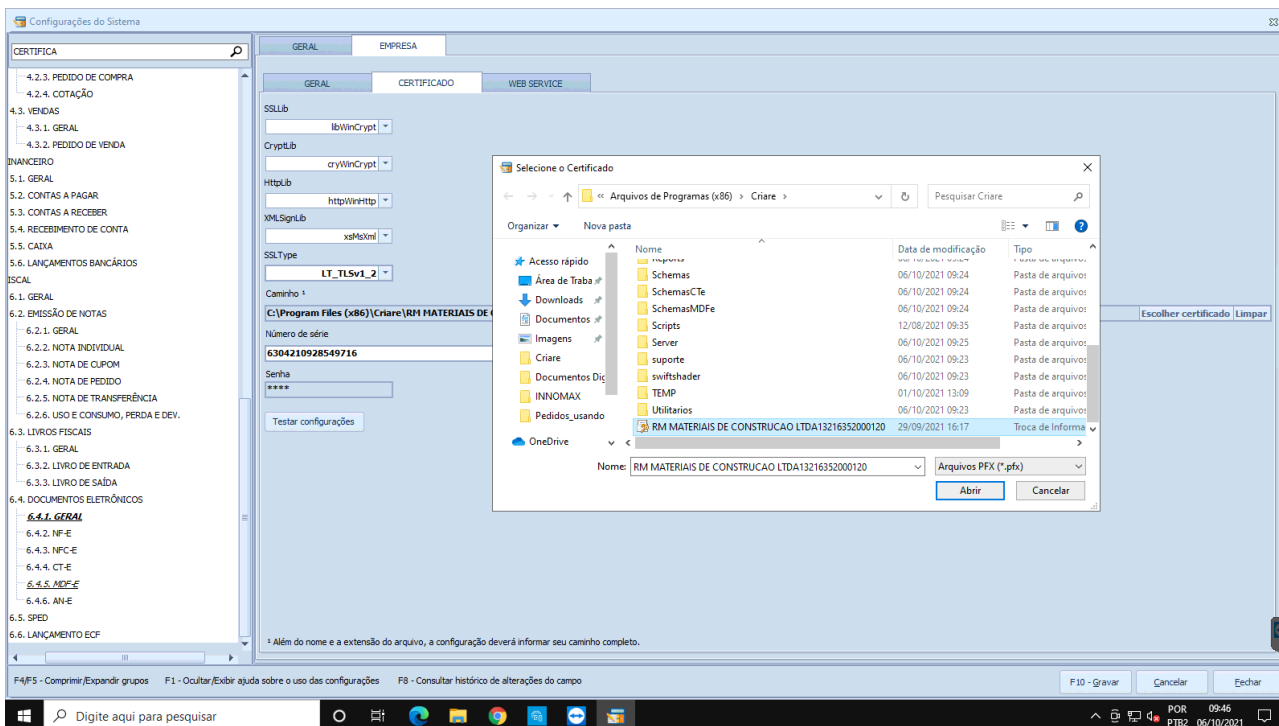 Configurações do Sistema
CERTIFICA
4.2.3. PEDIDO DE COMPRA
4.2.4. COTAÇÃO
4.3. VENDAS
4.3.1. GERAL
4.3.2. PEDIDO DE VENDA
INANCEIRO
5.1. GERAL
5.2. CONTAS A PAGAR
5.3. CONTAS A RECEBER
5.4. RECEBIMENTO DE CONTA
5.5. CAIXA
5.6. LANÇAMENTOS BANCÁRIOS
ISCAL
6.1. GERAL
6.2. EMISSÃO DE NOTAS
6.2.1. GERAL
6.2.2. NOTA INDIVIDUAL
6.2.3. NOTA DE CUPOM
6.2.4. NOTA DE PEDIDO
6.2.5. NOTA DE TRANSFERÊNCIA
6.2.6. USO E CONSUMO, PERDA E DEV.
6.3. LIVROS FISCAIS
6.3.1. GERAL
6.3.2. LIVRO DE ENTRADA
6.3.3. LIVRO DE SAÍDA
6.4. DOCUMENTOS ELETRÔNICOS
6.4.1. GERAL
6.4.2. NF-E
6.4.3. NFC-E
6.4.4. CT-E
6.4.5. MDF-E
6.4.6. AN-E
6.5. SPED
6.6. LANÇAMENTO ECF
GERAL EMPRESA
GERAL CERTIFICADO WEB SERVICE
SSLLib
libWinCrypt
CryptLib
cryWinCrypt
HttpLib
httpWinHttp
XMLSignLib
xsMsXml
SSLType
LT_TLSv1_2
Caminho ¹
C:\Program Files (x86)\Criare\RM MATERIAIS DE
Escolher certificado Limpar
Número de série
6304210928549716
Senha
****
Testar configurações
¹ Além do nome e a extensão do arquivo, a configuração deverá informar seu caminho completo.
Selecione o Certificado
« Arquivos de Programas (x86) > Criare >
Pesquisar Criare
Organizar Nova pasta
Acesso rápido
Área de Traba
Downloads
Documentos
Imagens
Criare
Documentos Dig
INNOMAX
Pedidos_usando
OneDrive
Nome Data de modificação Tipo
Reports 06/10/2021 09:24 Pasta de arquivos
Schemas 06/10/2021 09:24 Pasta de arquivos
SchemasCTe 06/10/2021 09:24 Pasta de arquivos
SchemasMDFe 06/10/2021 09:24 Pasta de arquivos
Scripts 12/08/2021 09:35 Pasta de arquivos
Server 06/10/2021 09:25 Pasta de arquivos
suporte 06/10/2021 09:23 Pasta de arquivos
swiftshader 06/10/2021 09:23 Pasta de arquivos
TEMP 01/10/2021 13:09 Pasta de arquivos
Utilitarios 06/10/2021 09:23 Pasta de arquivos
RM MATERIAIS DE CONSTRUCAO LTDA13216352000120 29/09/2021 16:17 Troca de Informa
Nome: RM MATERIAIS DE CONSTRUCAO LTDA13216352000120 Arquivos PFX (*.pfx)
Abrir Cancelar
F4/F5 - Comprimir/Expandir grupos F1 - Ocultar/Exibir ajuda sobre o uso das configurações F8 - Consultar histórico de alterações do campo
F10 - Gravar Cancelar Fechar
Digite aqui para pesquisar
POR 09:46
PTB2 06/10/2021